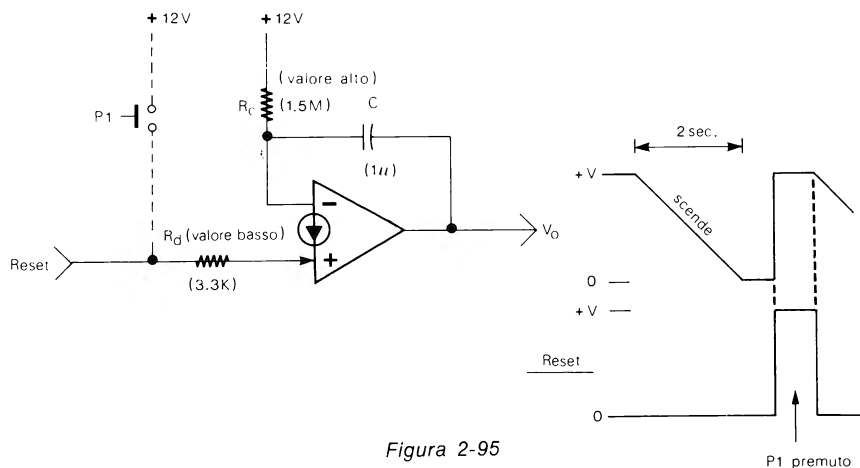 + 12V
+ 12V
P1
(valore alto)
Rc
(1.5M)
C
(1u)
Rd (valore basso)
(3.3K)
Reset
−
+
Vo
2 sec.
+ V
scende
0
+ V
Reset
0
P1 premuto
Figura 2-95